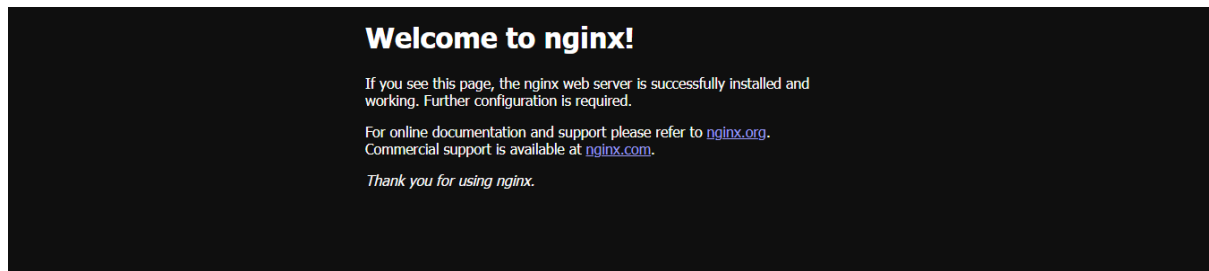 Welcome to nginx!
If you see this page, the nginx web server is successfully installed and
working. Further configuration is required.
For online documentation and support please refer to nginx.org.
Commercial support is available at nginx.com.
Thank you for using nginx.